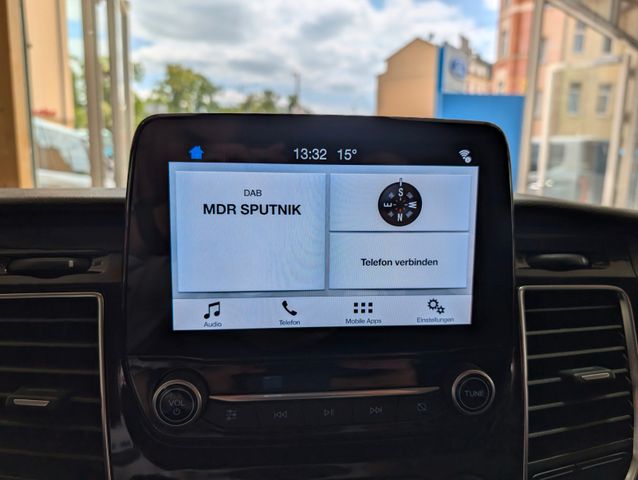 13:32 15°
DAB
MDR SPUTNIK
S
E W
N
Telefon verbinden
Audio
Telefon
Mobile Apps
Einstellungen
VOL
TUNE